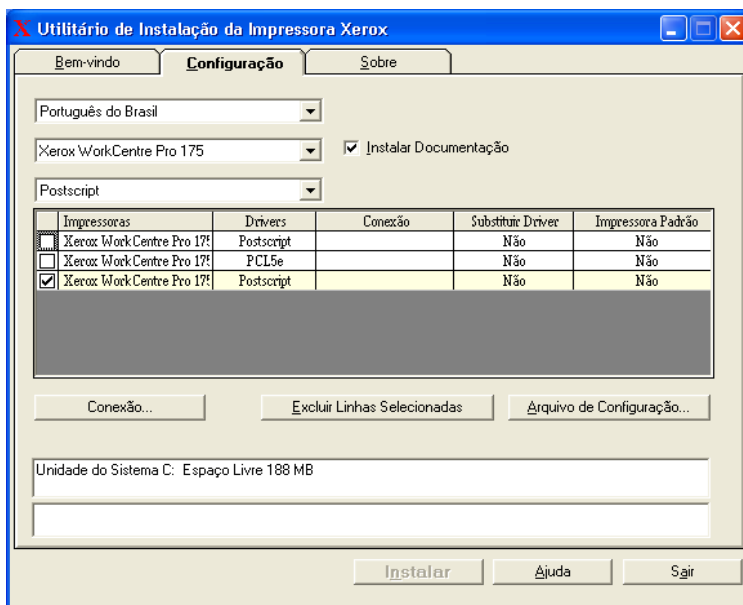 X Utilitário de Instalação da Impressora Xerox
Bem-vindo Configuração Sobre
Português do Brasil
Xerox WorkCentre Pro 175 Instalar Documentação
Postscript
Impressoras Drivers Conexão Substituir Driver Impressora Padrão
Xerox WorkCentre Pro 175 Postscript Não Não
Xerox WorkCentre Pro 175 PCL5e Não Não
Xerox WorkCentre Pro 175 Postscript Não Não
Conexão... Excluir Linhas Selecionadas Arquivo de Configuração...
Unidade do Sistema C: Espaço Livre 188 MB
Instalar Ajuda Sair